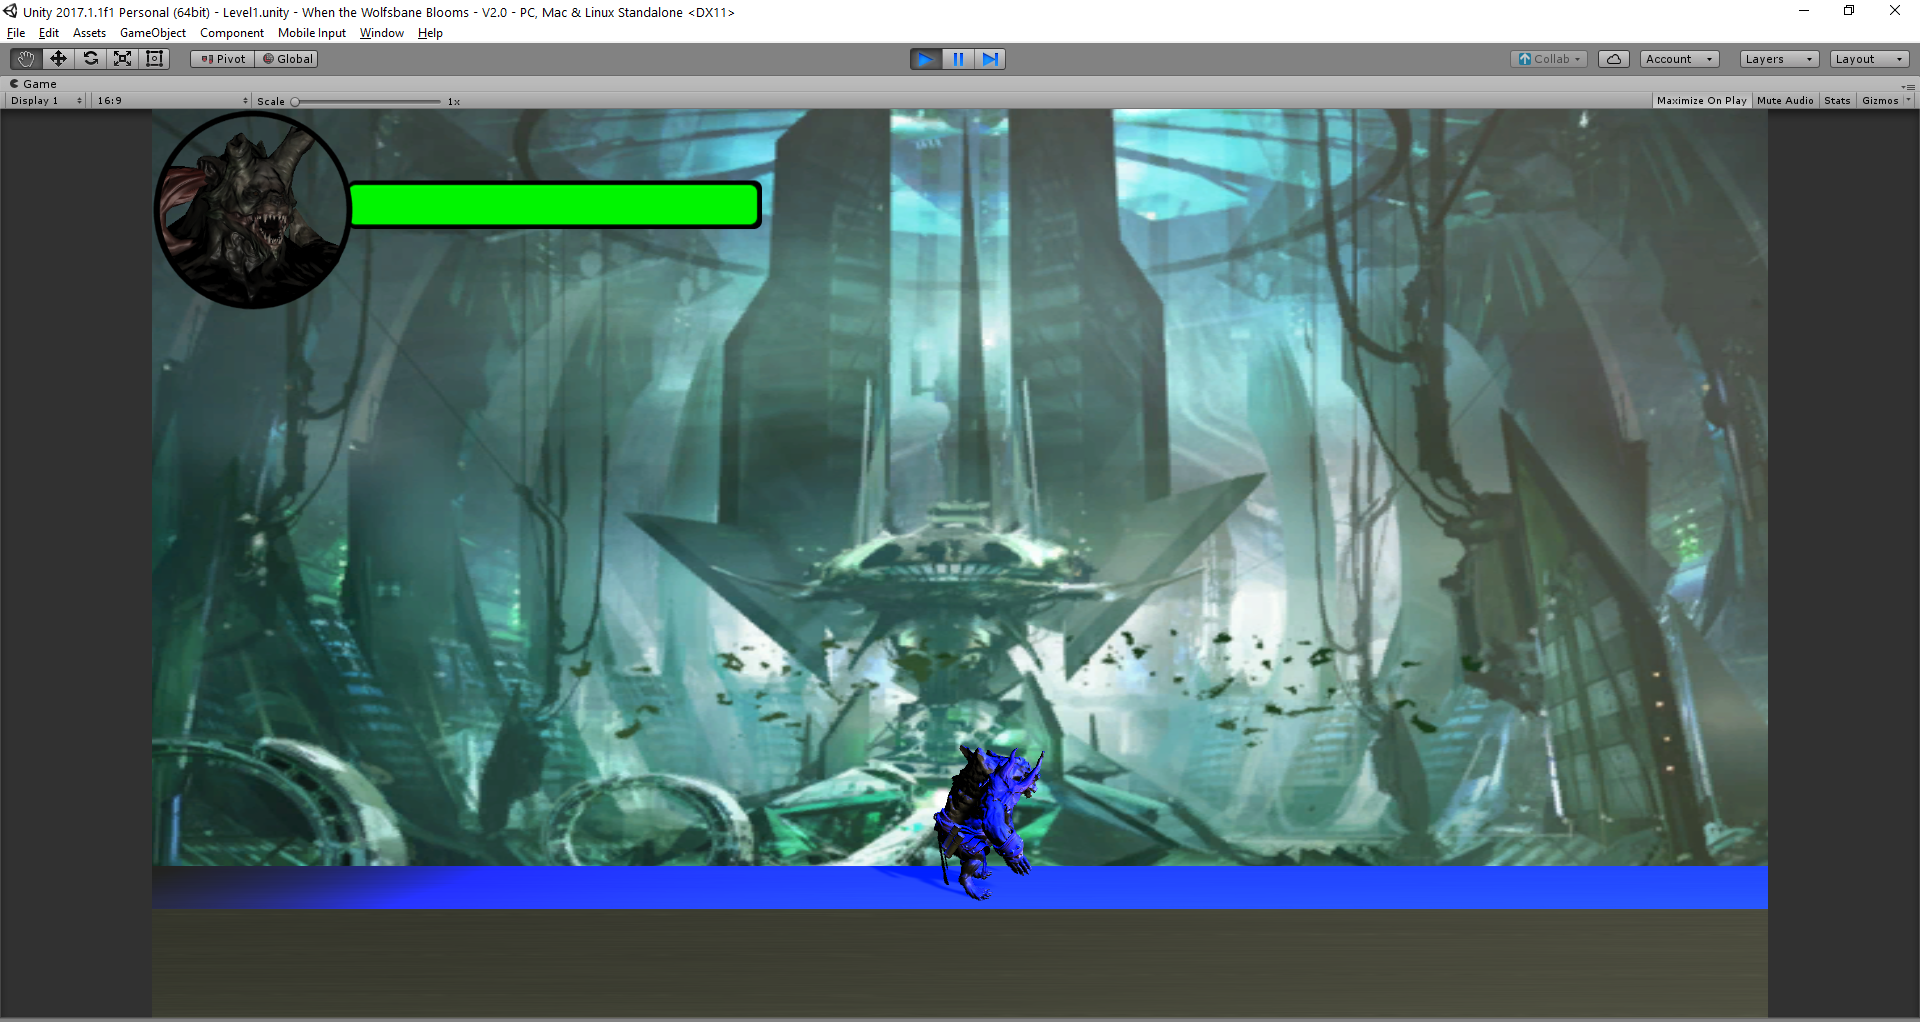 Unity 2017.1.1f1 Personal (64bit) - Level1.unity - When the Wolfsbane Blooms - V2.0 - PC, Mac & Linux Standalone <DX11>
File Edit Assets GameObject Component Mobile Input Window Help
Pivot Global Collab Account Layers Layout
Game
Display 1 16:9 Scale 1x Maximize On Play Mute Audio Stats Gizmos